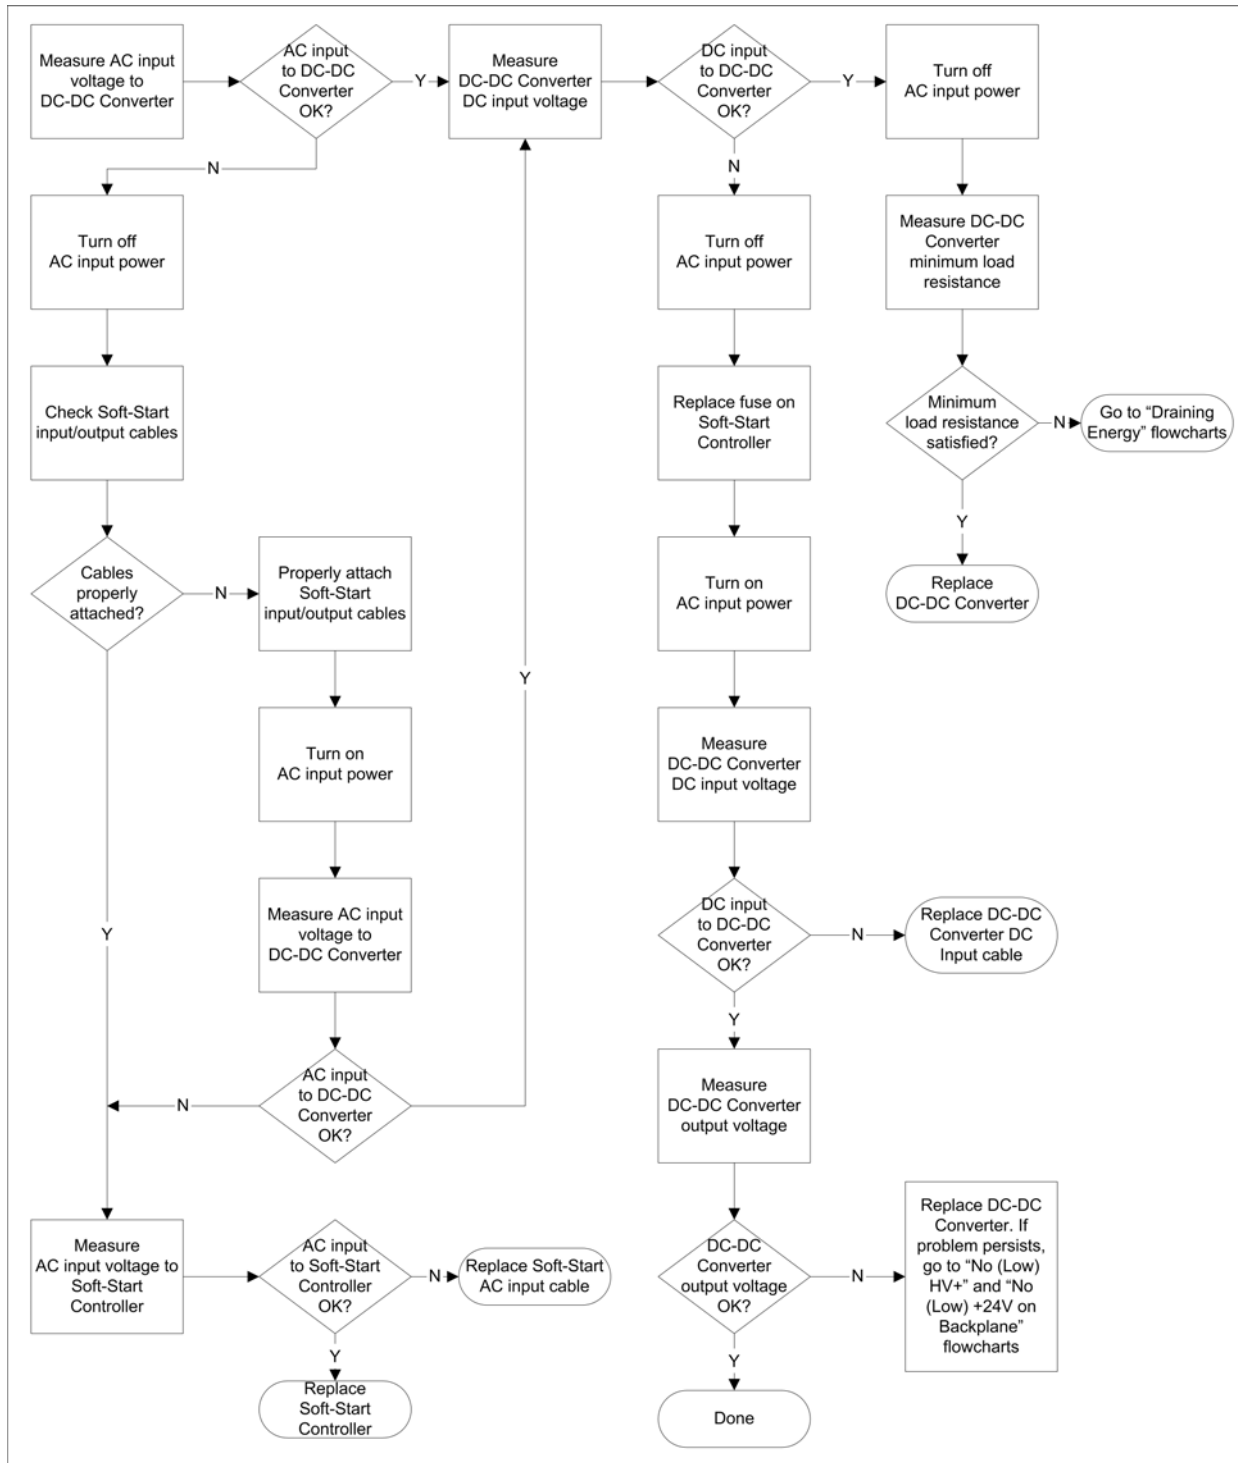 Measure AC input
voltage to
DC-DC Converter
AC input
to DC-DC
Converter
OK?
Y
Measure
DC-DC Converter
DC input voltage
DC input
to DC-DC
Converter
OK?
Y
Turn off
AC input power
N
N
Turn off
AC input power
Turn off
AC input power
Measure DC-DC
Converter
minimum load
resistance
Check Soft-Start
input/output cables
Replace fuse on
Soft-Start
Controller
Minimum
load resistance
satisfied?
N
Go to “Draining
Energy” flowcharts
Y
Cables
properly
attached?
N
Properly attach
Soft-Start
input/output cables
Turn on
AC input power
Replace
DC-DC Converter
Y
Turn on
AC input power
Measure
DC-DC Converter
DC input voltage
Y
Measure AC input
voltage to
DC-DC Converter
DC input
to DC-DC
Converter
OK?
N
Replace DC-DC
Converter DC
Input cable
Y
N
AC input
to DC-DC
Converter
OK?
Measure
DC-DC Converter
output voltage
Measure
AC input voltage to
Soft-Start
Controller
AC input
to Soft-Start
Controller OK?
N
Replace Soft-Start
AC input cable
DC-DC
Converter
output voltage
OK?
N
Replace DC-DC
Converter. If
problem persists,
go to “No (Low)
HV+” and “No
(Low) +24V on
Backplane”
flowcharts
Y
Y
Replace
Soft-Start
Controller
Done